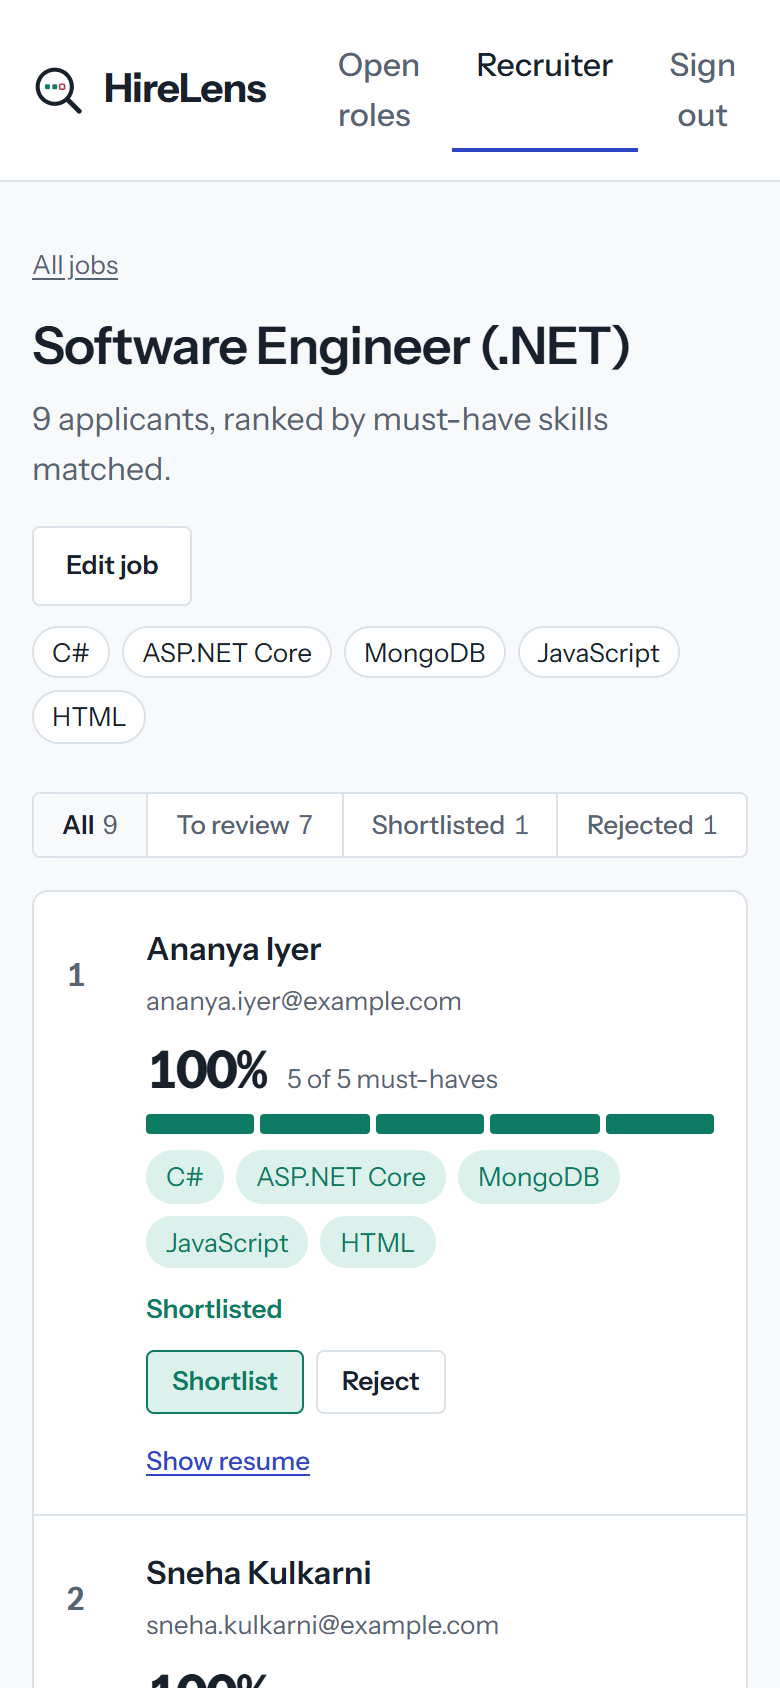 HireLens
Open roles
Recruiter
Sign out
All jobs
Software Engineer (.NET)
9 applicants, ranked by must-have skills
matched.
Edit job
C#
ASP.NET Core
MongoDB
JavaScript
HTML
All 9
To review 7
Shortlisted 1
Rejected 1
1
Ananya Iyer
ananya.iyer@example.com
100% 5 of 5 must-haves
C#
ASP.NET Core
MongoDB
JavaScript
HTML
Shortlisted
Shortlist
Reject
Show resume
2
Sneha Kulkarni
sneha.kulkarni@example.com
100%